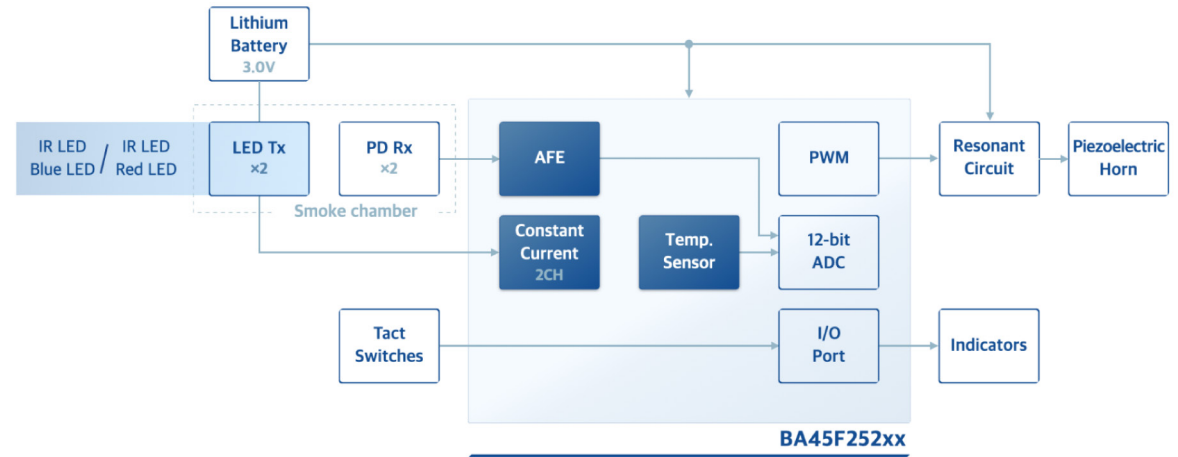 Lithium
Battery
3.0V
IR LED
Blue LED
/
IR LED
Red LED
LED Tx
×2
PD Rx
×2
Smoke chamber
AFE
PWM
Resonant
Circuit
Piezoelectric
Horn
Constant
Current
2CH
Temp.
Sensor
12-bit
ADC
Tact
Switches
I/O
Port
Indicators
BA45F252xx